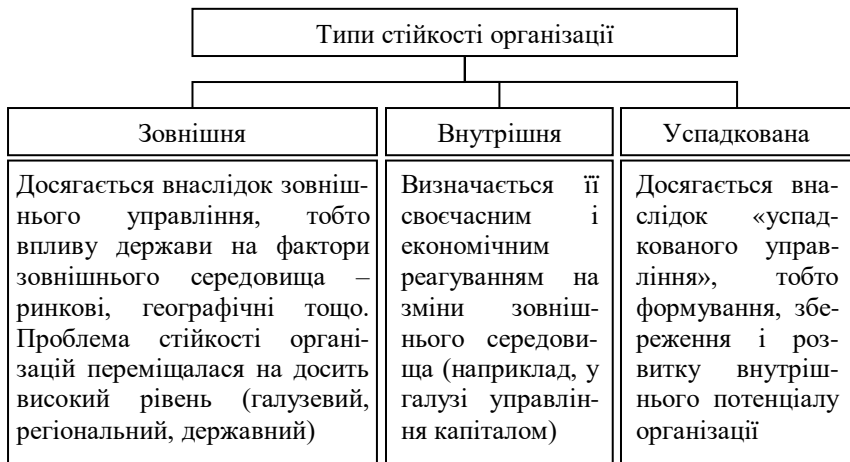 Типи стійкості організації
Зовнішня
Досягається внаслідок зовніш-
нього управління, тобто
впливу держави на фактори
зовнішнього середовища –
ринкові, географічні тощо.
Проблема стійкості органі-
зацій переміщалася на досить
високий рівень (галузевий,
регіональний, державний)
Внутрішня
Визначається її
своєчасним і
економічним
реагуванням на
зміни зовніш-
нього середови-
ща (наприклад, у
галузі управлін-
ня капіталом)
Успадкована
Досягається вна-
слідок «успад-
кованого управ-
ління», тобто
формування, збе-
реження і роз-
витку внутріш-
нього потенціалу
організації